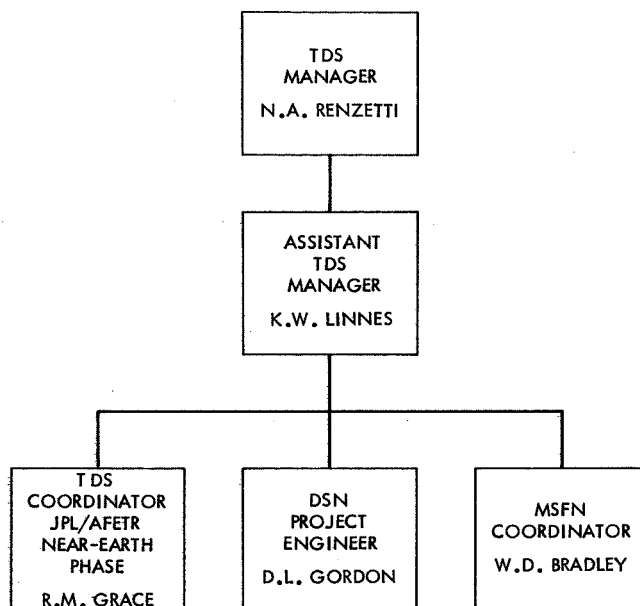 TDS
MANAGER
N.A. RENZETTI
ASSISTANT
TDS
MANAGER
K.W. LINNES
TDS
COORDINATOR
JPL/AFETR
NEAR-EARTH
PHASE
R.M. GRACE
DSN
PROJECT
ENGINEER
D.L. GORDON
MSFN
COORDINATOR
W.D. BRADLEY